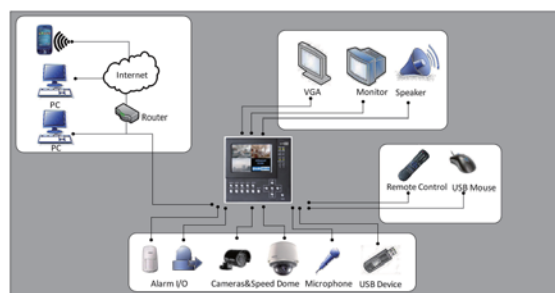 Internet
PC
Router
PC
VGA
Monitor
Speaker
Remote Control
USB Mouse
Alarm I/O
Cameras&Speed Dome
Microphone
USB Device